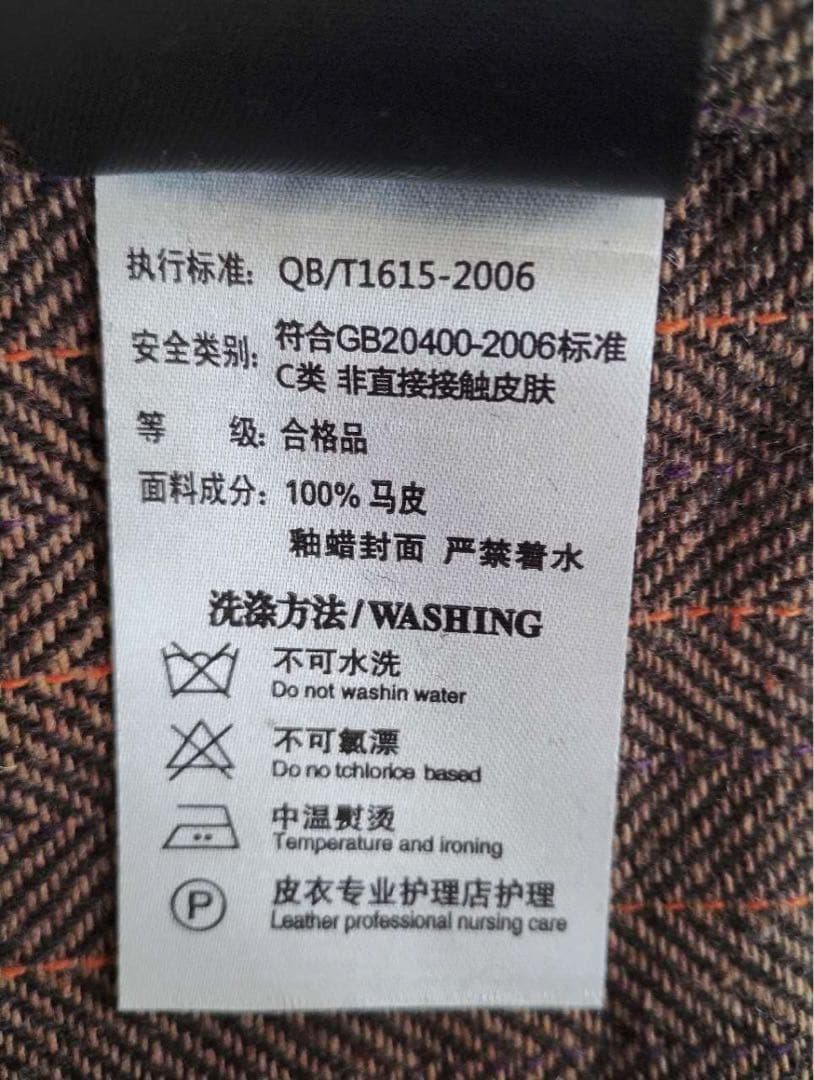 执行标准: QB/T1615-2006
安全类别: 符合GB20400-2006标准
C类 非直接接触皮肤
等 级: 合格品
面料成分: 100% 马皮
釉蜡封面 严禁着水
洗涤方法/WASHING
不可水洗
Do not washin water
不可氯漂
Do no tchlorice based
中温熨烫
Temperature and ironing
P
皮衣专业护理店护理
Leather professional nursing care